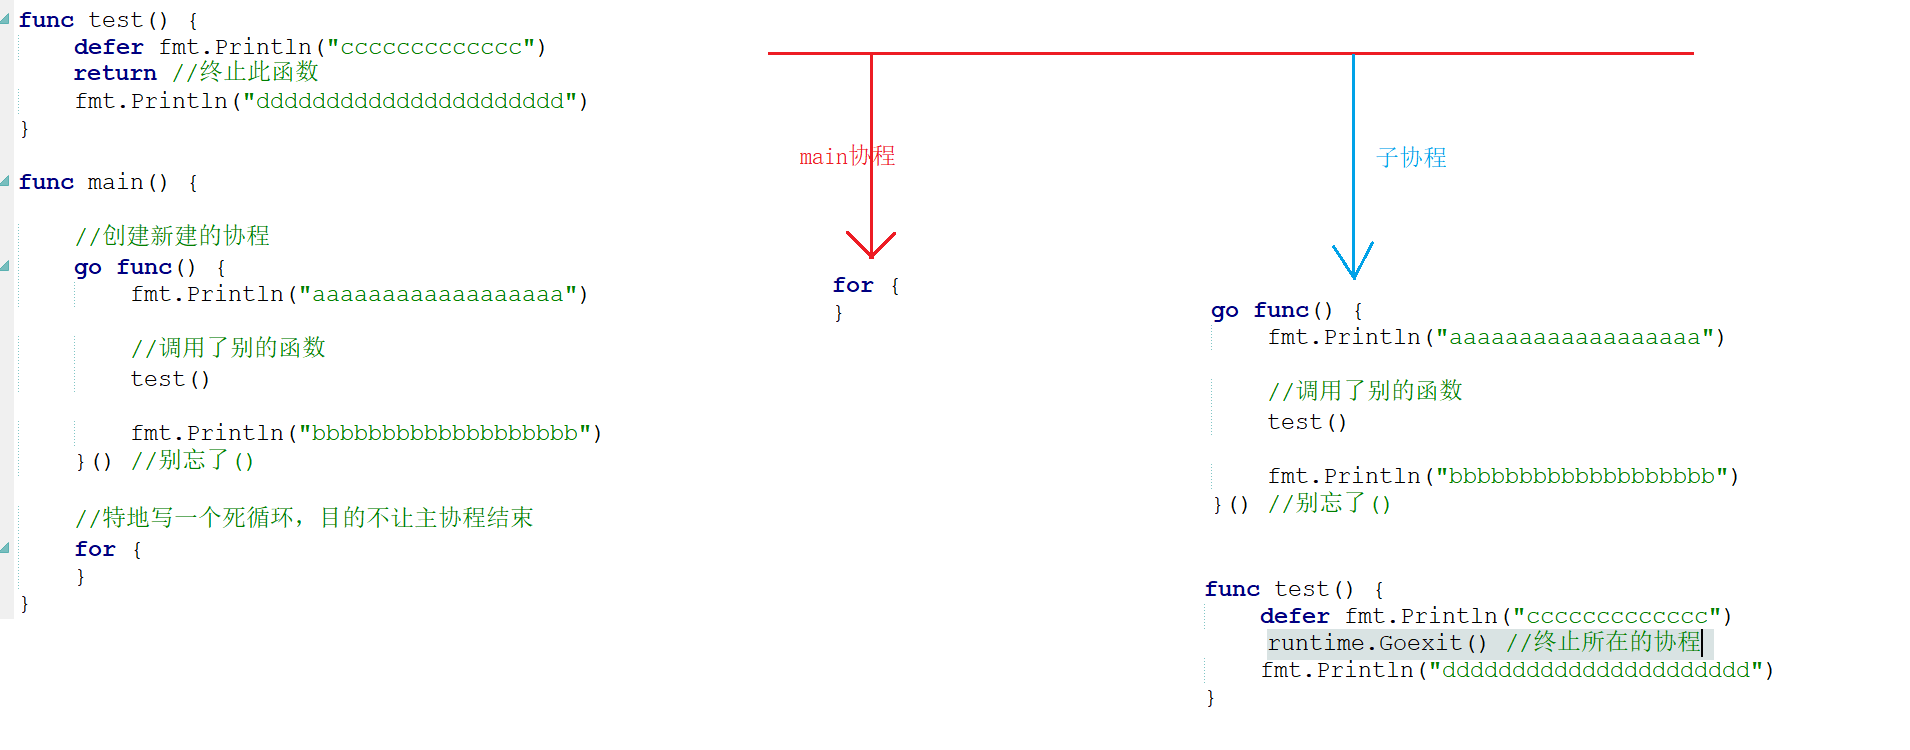 func test() {
    defer fmt.Println("ccccccccccccc")
    return //终止此函数
    fmt.Println("dddddddddddddddddddddd")
}
func main() {
    //创建新建的协程
    go func() {
        fmt.Println("aaaaaaaaaaaaaaaaaa")
        //调用了别的函数
        test()
        fmt.Println("bbbbbbbbbbbbbbbbbbb")
    }() //别忘了()
    //特地写一个死循环，目的不让主协程结束
    for {
    }
}
main协程
for {
}
子协程
go func() {
    fmt.Println("aaaaaaaaaaaaaaaaaa")
    //调用了别的函数
    test()
    fmt.Println("bbbbbbbbbbbbbbbbbbb")
}() //别忘了()
func test() {
    defer fmt.Println("ccccccccccccc")
    runtime.Goexit() //终止所在的协程
    fmt.Println("dddddddddddddddddddddd")
}